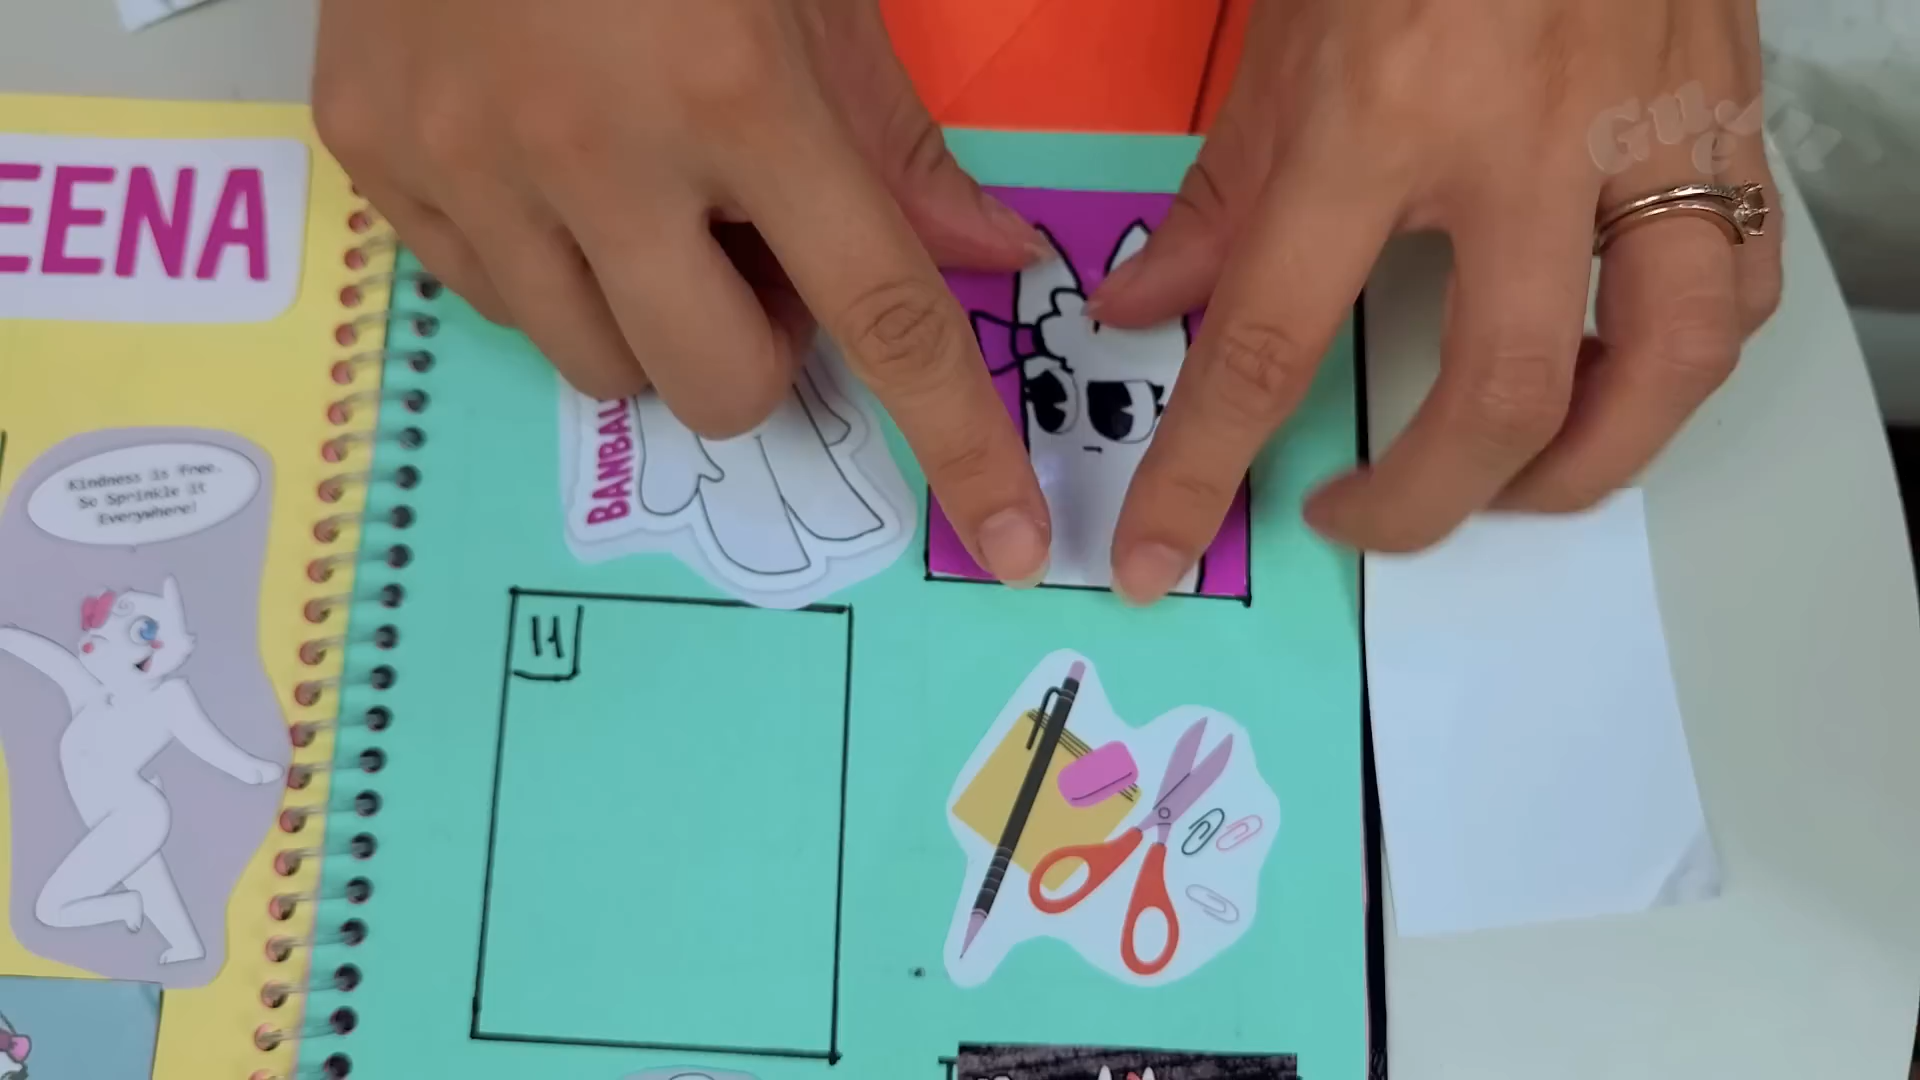 EENA
Kindness is free.
So Sprinkle it
Everywhere!
BANBAL
11